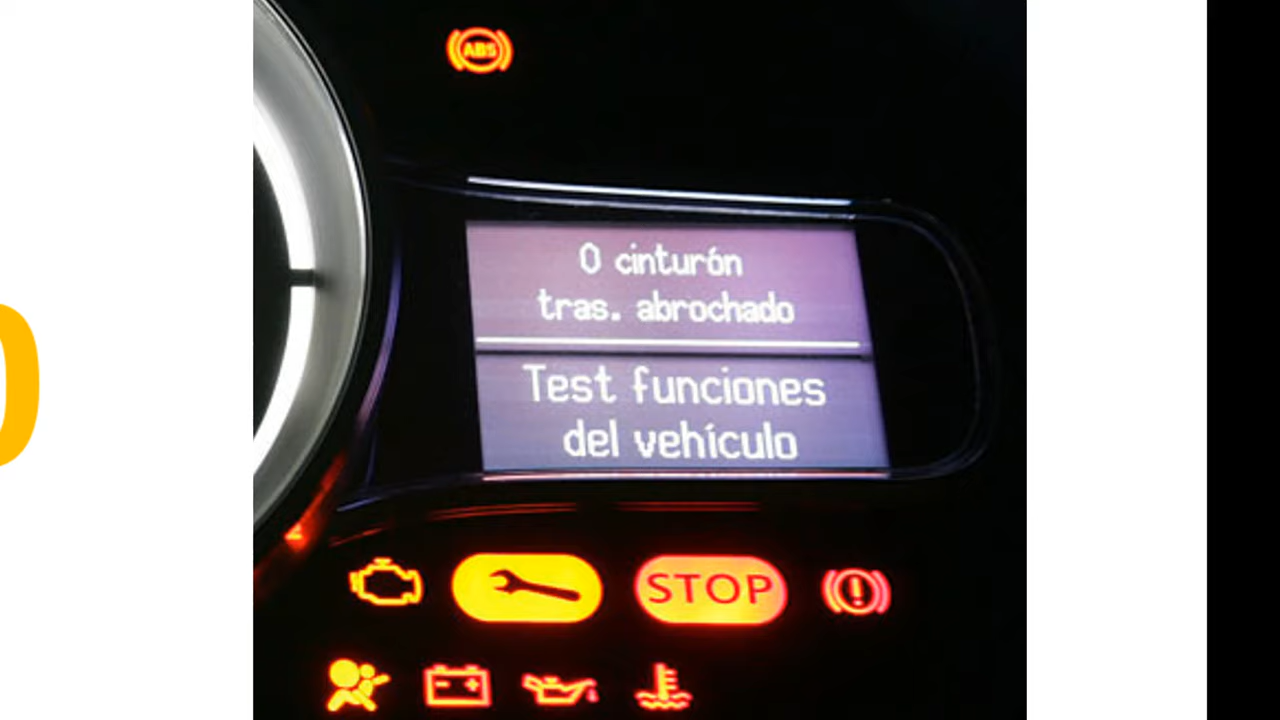 ABS
0 cinturón
tras. abrochado
Test funciones
del vehículo
STOP